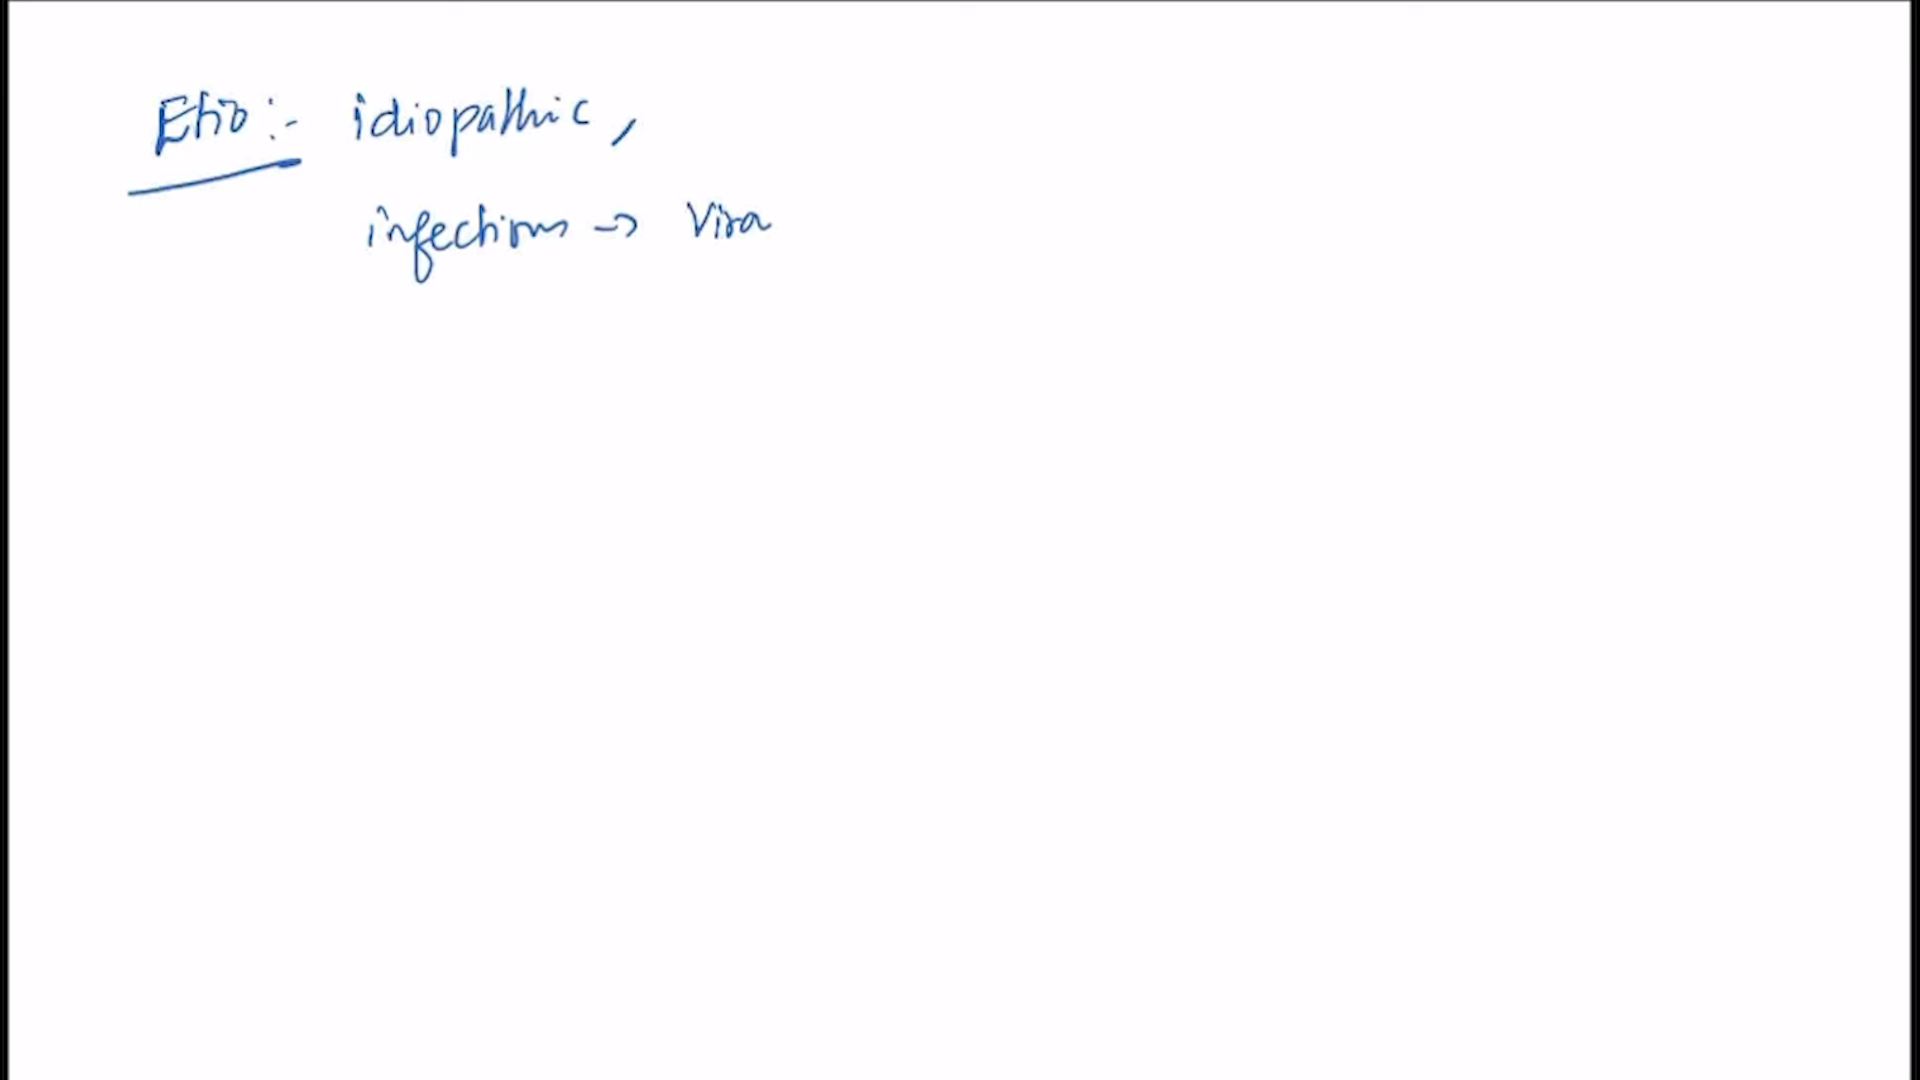 Etio :- idiopathic,
infections → Vira